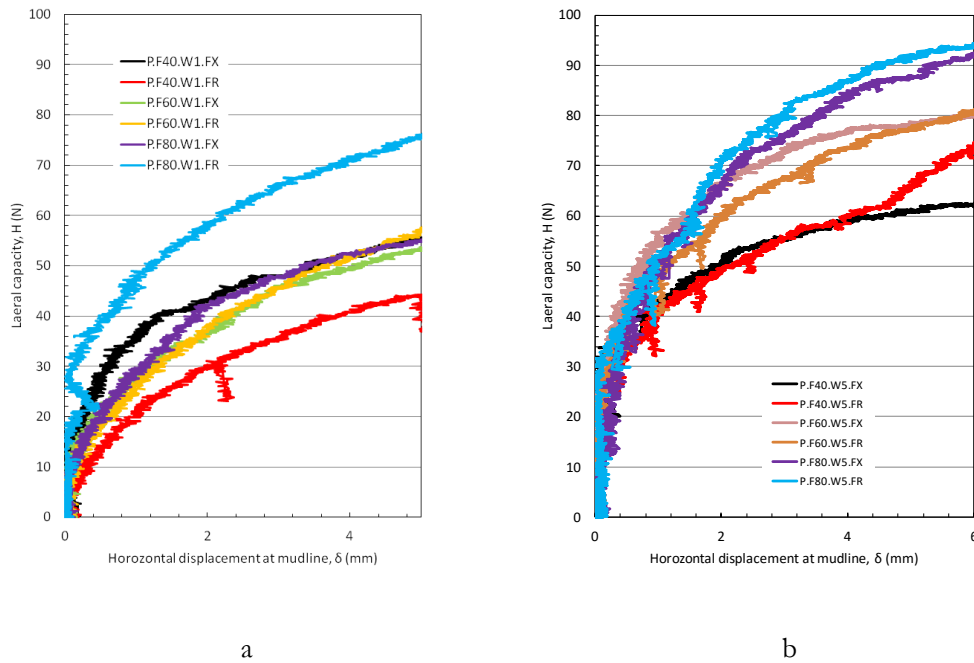 100
90
80
70
60
50
40
30
20
10
0
Laeral capacity, H (N)
P.F40.W1.FX
P.F40.W1.FR
P.F60.W1.FX
P.F60.W1.FR
P.F80.W1.FX
P.F80.W1.FR
0 2 4
Horozontal displacement at mudline, δ (mm)
a
100
90
80
70
60
50
40
30
20
10
0
Laeral capacity, H (N)
P.F40.W5.FX
P.F40.W5.FR
P.F60.W5.FX
P.F60.W5.FR
P.F80.W5.FX
P.F80.W5.FR
0 2 4 6
Horozontal displacement at mudline, δ (mm)
b